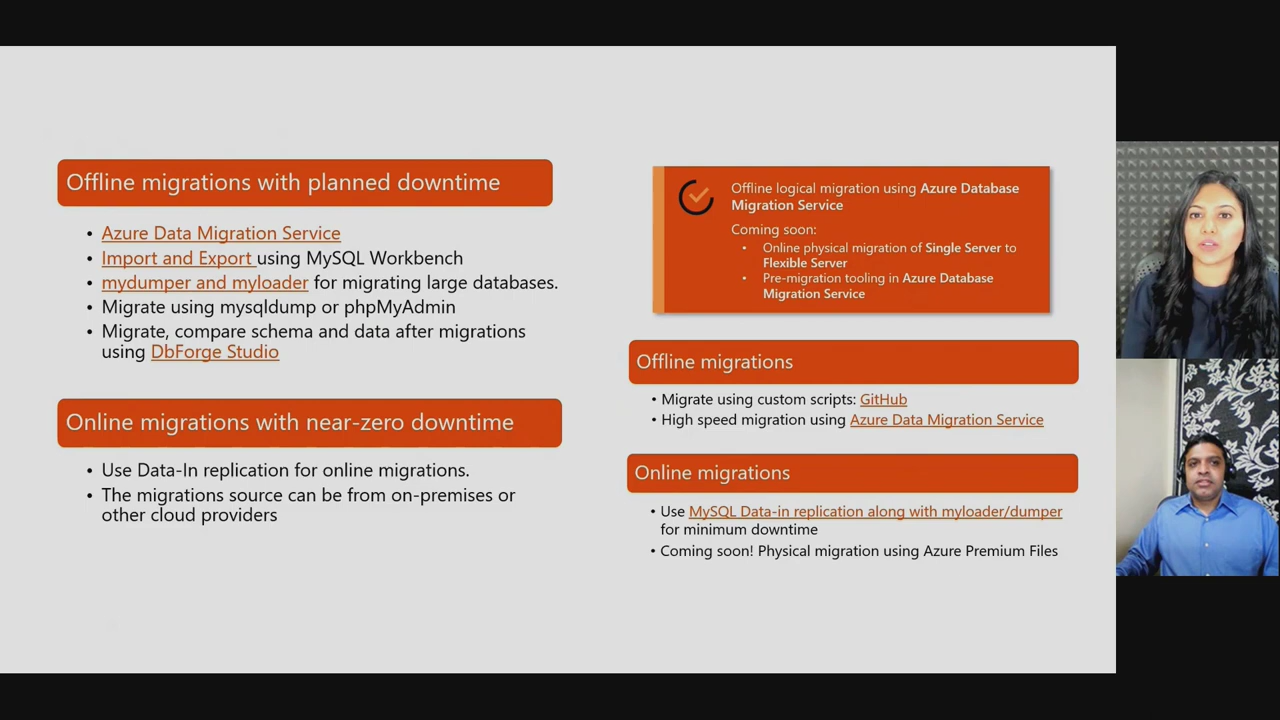 Offline migrations with planned downtime
• Azure Data Migration Service
• Import and Export using MySQL Workbench
• mydumper and myloader for migrating large databases.
• Migrate using mysqldump or phpMyAdmin
• Migrate, compare schema and data after migrations
using DbForge Studio
Online migrations with near-zero downtime
• Use Data-In replication for online migrations.
• The migrations source can be from on-premises or
other cloud providers
Offline logical migration using Azure Database
Migration Service
Coming soon:
• Online physical migration of Single Server to
Flexible Server
• Pre-migration tooling in Azure Database
Migration Service
Offline migrations
• Migrate using custom scripts: GitHub
• High speed migration using Azure Data Migration Service
Online migrations
• Use MySQL Data-in replication along with myloader/dumper
for minimum downtime
• Coming soon! Physical migration using Azure Premium Files